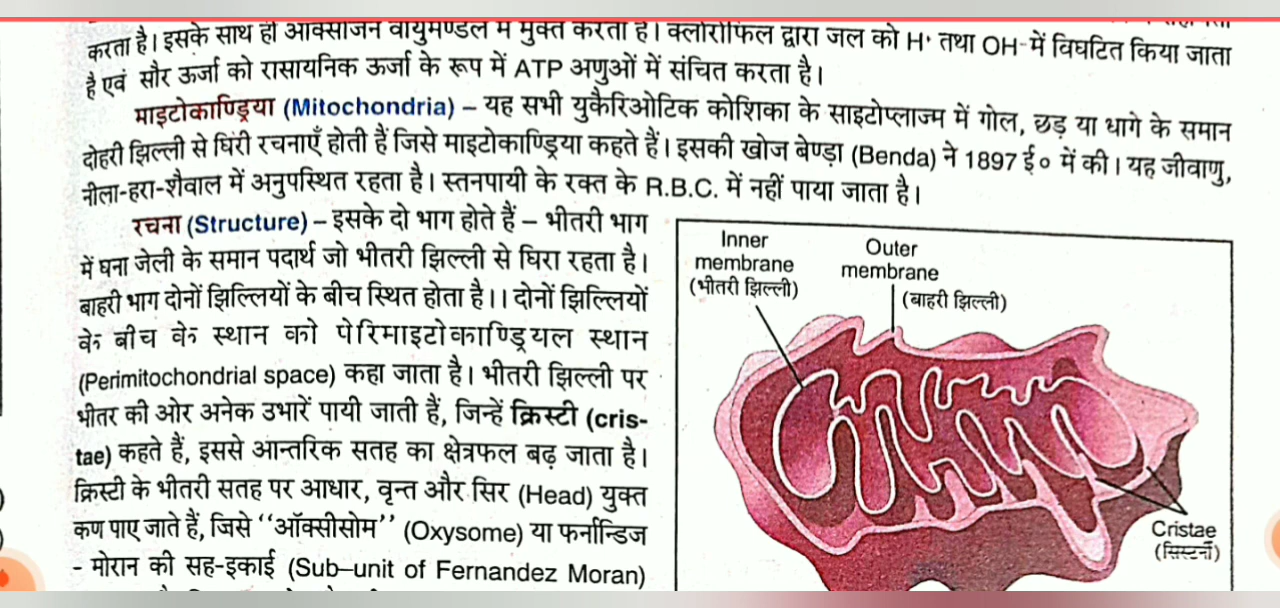 करता है। इसके साथ ही ऑक्सीजन वायुमण्डल में मुक्त करता है। क्लोरोफिल द्वारा जल को H⁺ तथा OH⁻ में विघटित किया जाता
है एवं सौर ऊर्जा को रासायनिक ऊर्जा के रूप में ATP अणुओं में संचित करता है।
माइटोकाण्ड्रिया (Mitochondria) – यह सभी युकैरिओटिक कोशिका के साइटोप्लाज्म में गोल, छड़ या धागे के समान
दोहरी झिल्ली से घिरी रचनाएँ होती हैं जिसे माइटोकाण्ड्रिया कहते हैं। इसकी खोज बेण्डा (Benda) ने 1897 ई० में की। यह जीवाणु,
नीला-हरा-शैवाल में अनुपस्थित रहता है। स्तनपायी के रक्त के R.B.C. में नहीं पाया जाता है।
रचना (Structure) – इसके दो भाग होते हैं – भीतरी भाग
में घना जेली के समान पदार्थ जो भीतरी झिल्ली से घिरा रहता है।
बाहरी भाग दोनों झिल्लियों के बीच स्थित होता है।। दोनों झिल्लियों
के बीच के स्थान को पेरिमाइटोकाण्ड्रियल स्थान
(Perimitochondrial space) कहा जाता है। भीतरी झिल्ली पर
भीतर की ओर अनेक उभारें पायी जाती हैं, जिन्हें क्रिस्टी (cris-
tae) कहते हैं, इससे आन्तरिक सतह का क्षेत्रफल बढ़ जाता है।
क्रिस्टी के भीतरी सतह पर आधार, वृन्त और सिर (Head) युक्त
कण पाए जाते हैं, जिसे ‘‘ऑक्सीसोम’’ (Oxysome) या फर्नान्डिज
- मोरान की सह-इकाई (Sub–unit of Fernandez Moran)
Inner
membrane
(भीतरी झिल्ली)
Outer
membrane
(बाहरी झिल्ली)
Cristae